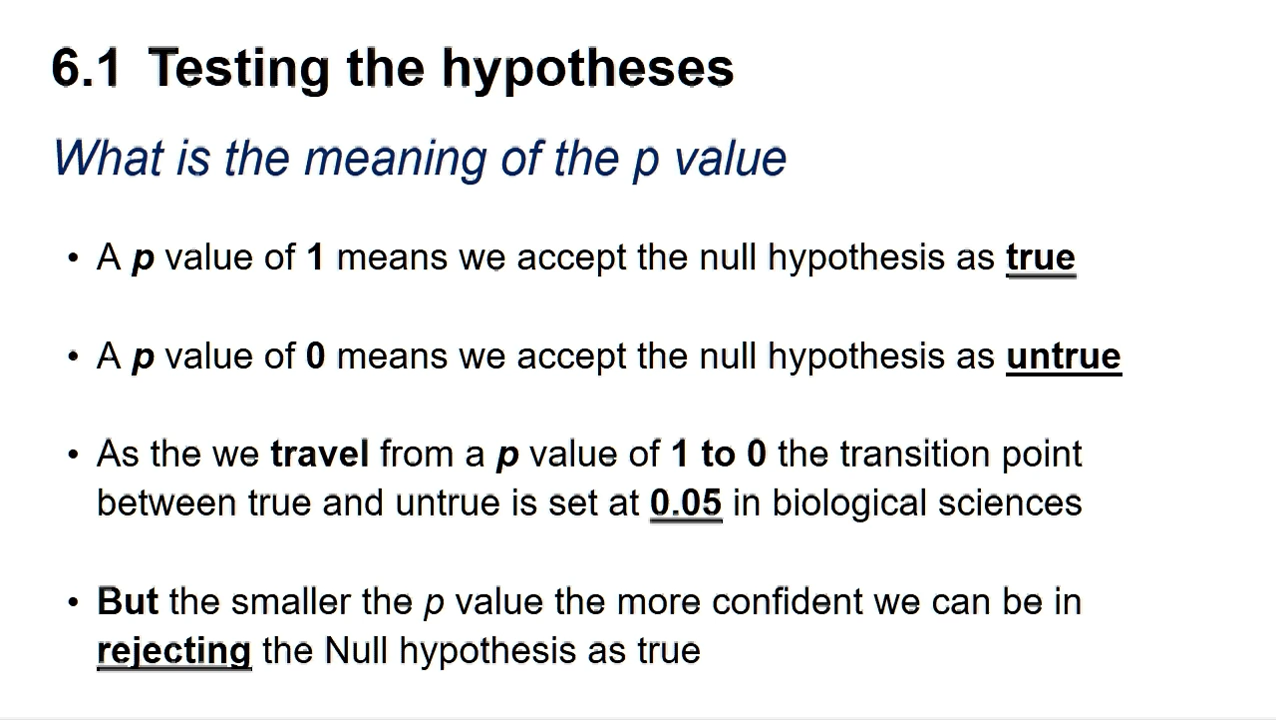 6.1 Testing the hypotheses
What is the meaning of the p value
• A p value of 1 means we accept the null hypothesis as true
• A p value of 0 means we accept the null hypothesis as untrue
• As the we travel from a p value of 1 to 0 the transition point
between true and untrue is set at 0.05 in biological sciences
• But the smaller the p value the more confident we can be in
rejecting the Null hypothesis as true